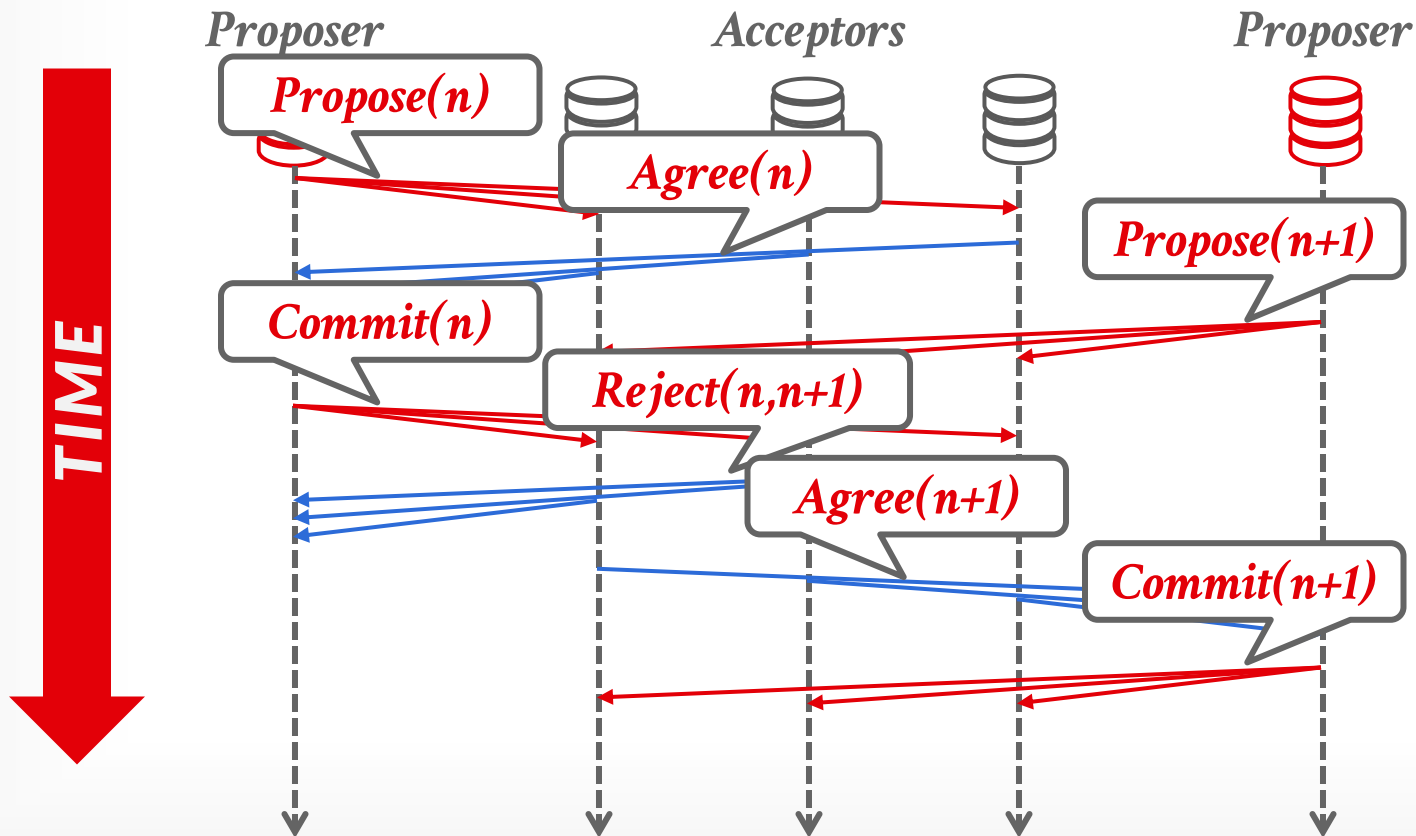 Proposer
Acceptors
Proposer
Propose(n)
Agree(n)
Propose(n+1)
Commit(n)
TIME
Reject(n,n+1)
Agree(n+1)
Commit(n+1)